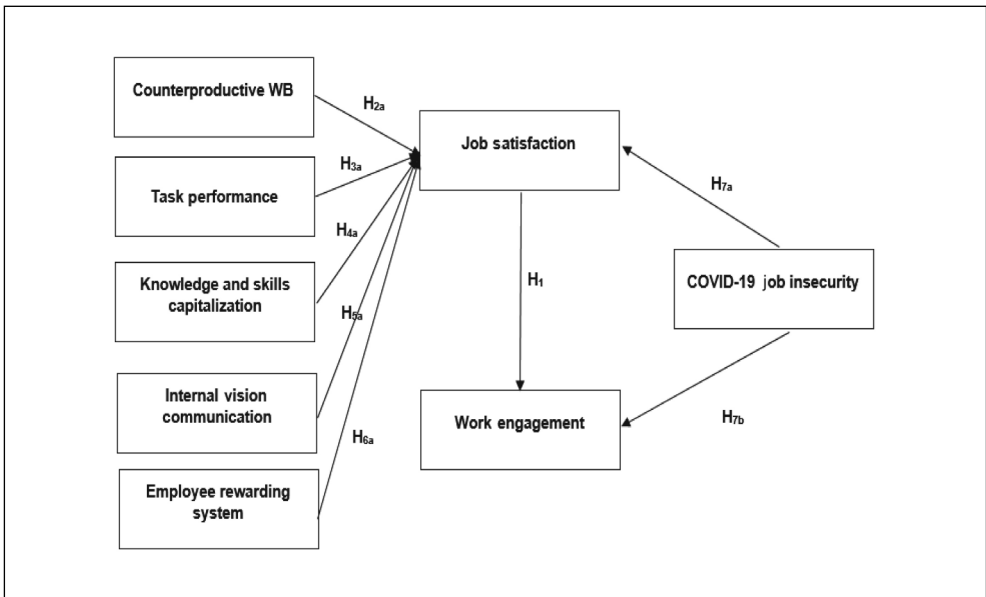 Counterproductive WB
H2a
Job satisfaction
H3a
Task performance
H7a
H4a
Knowledge and skills
capitalization
H1
COVID-19 job insecurity
H5a
Internal vision
communication
Work engagement
H7b
H6a
Employee rewarding
system